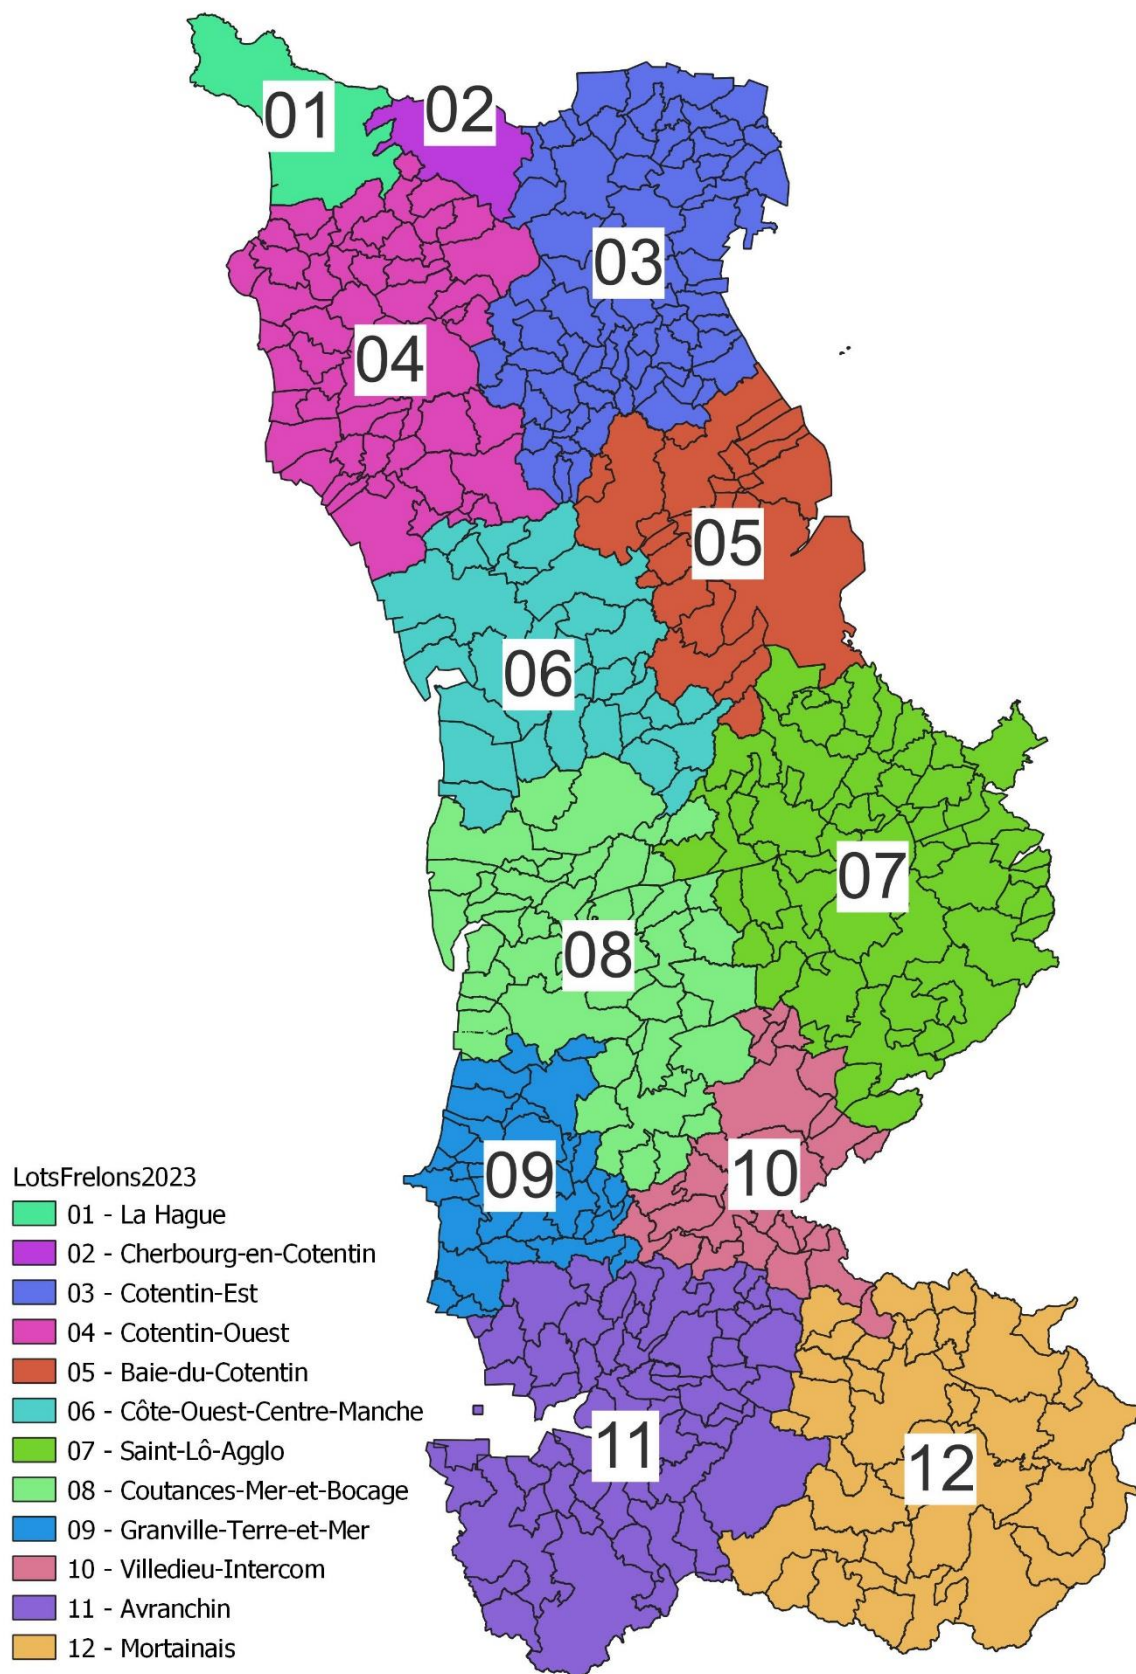 01
02
03
04
05
06
07
08
09
10
11
12
LotsFrelons2023
01 - La Hague
02 - Cherbourg-en-Cotentin
03 - Cotentin-Est
04 - Cotentin-Ouest
05 - Baie-du-Cotentin
06 - Côte-Ouest-Centre-Manche
07 - Saint-Lô-Agglo
08 - Coutances-Mer-et-Bocage
09 - Granville-Terre-et-Mer
10 - Villedieu-Intercom
11 - Avranchin
12 - Mortainais